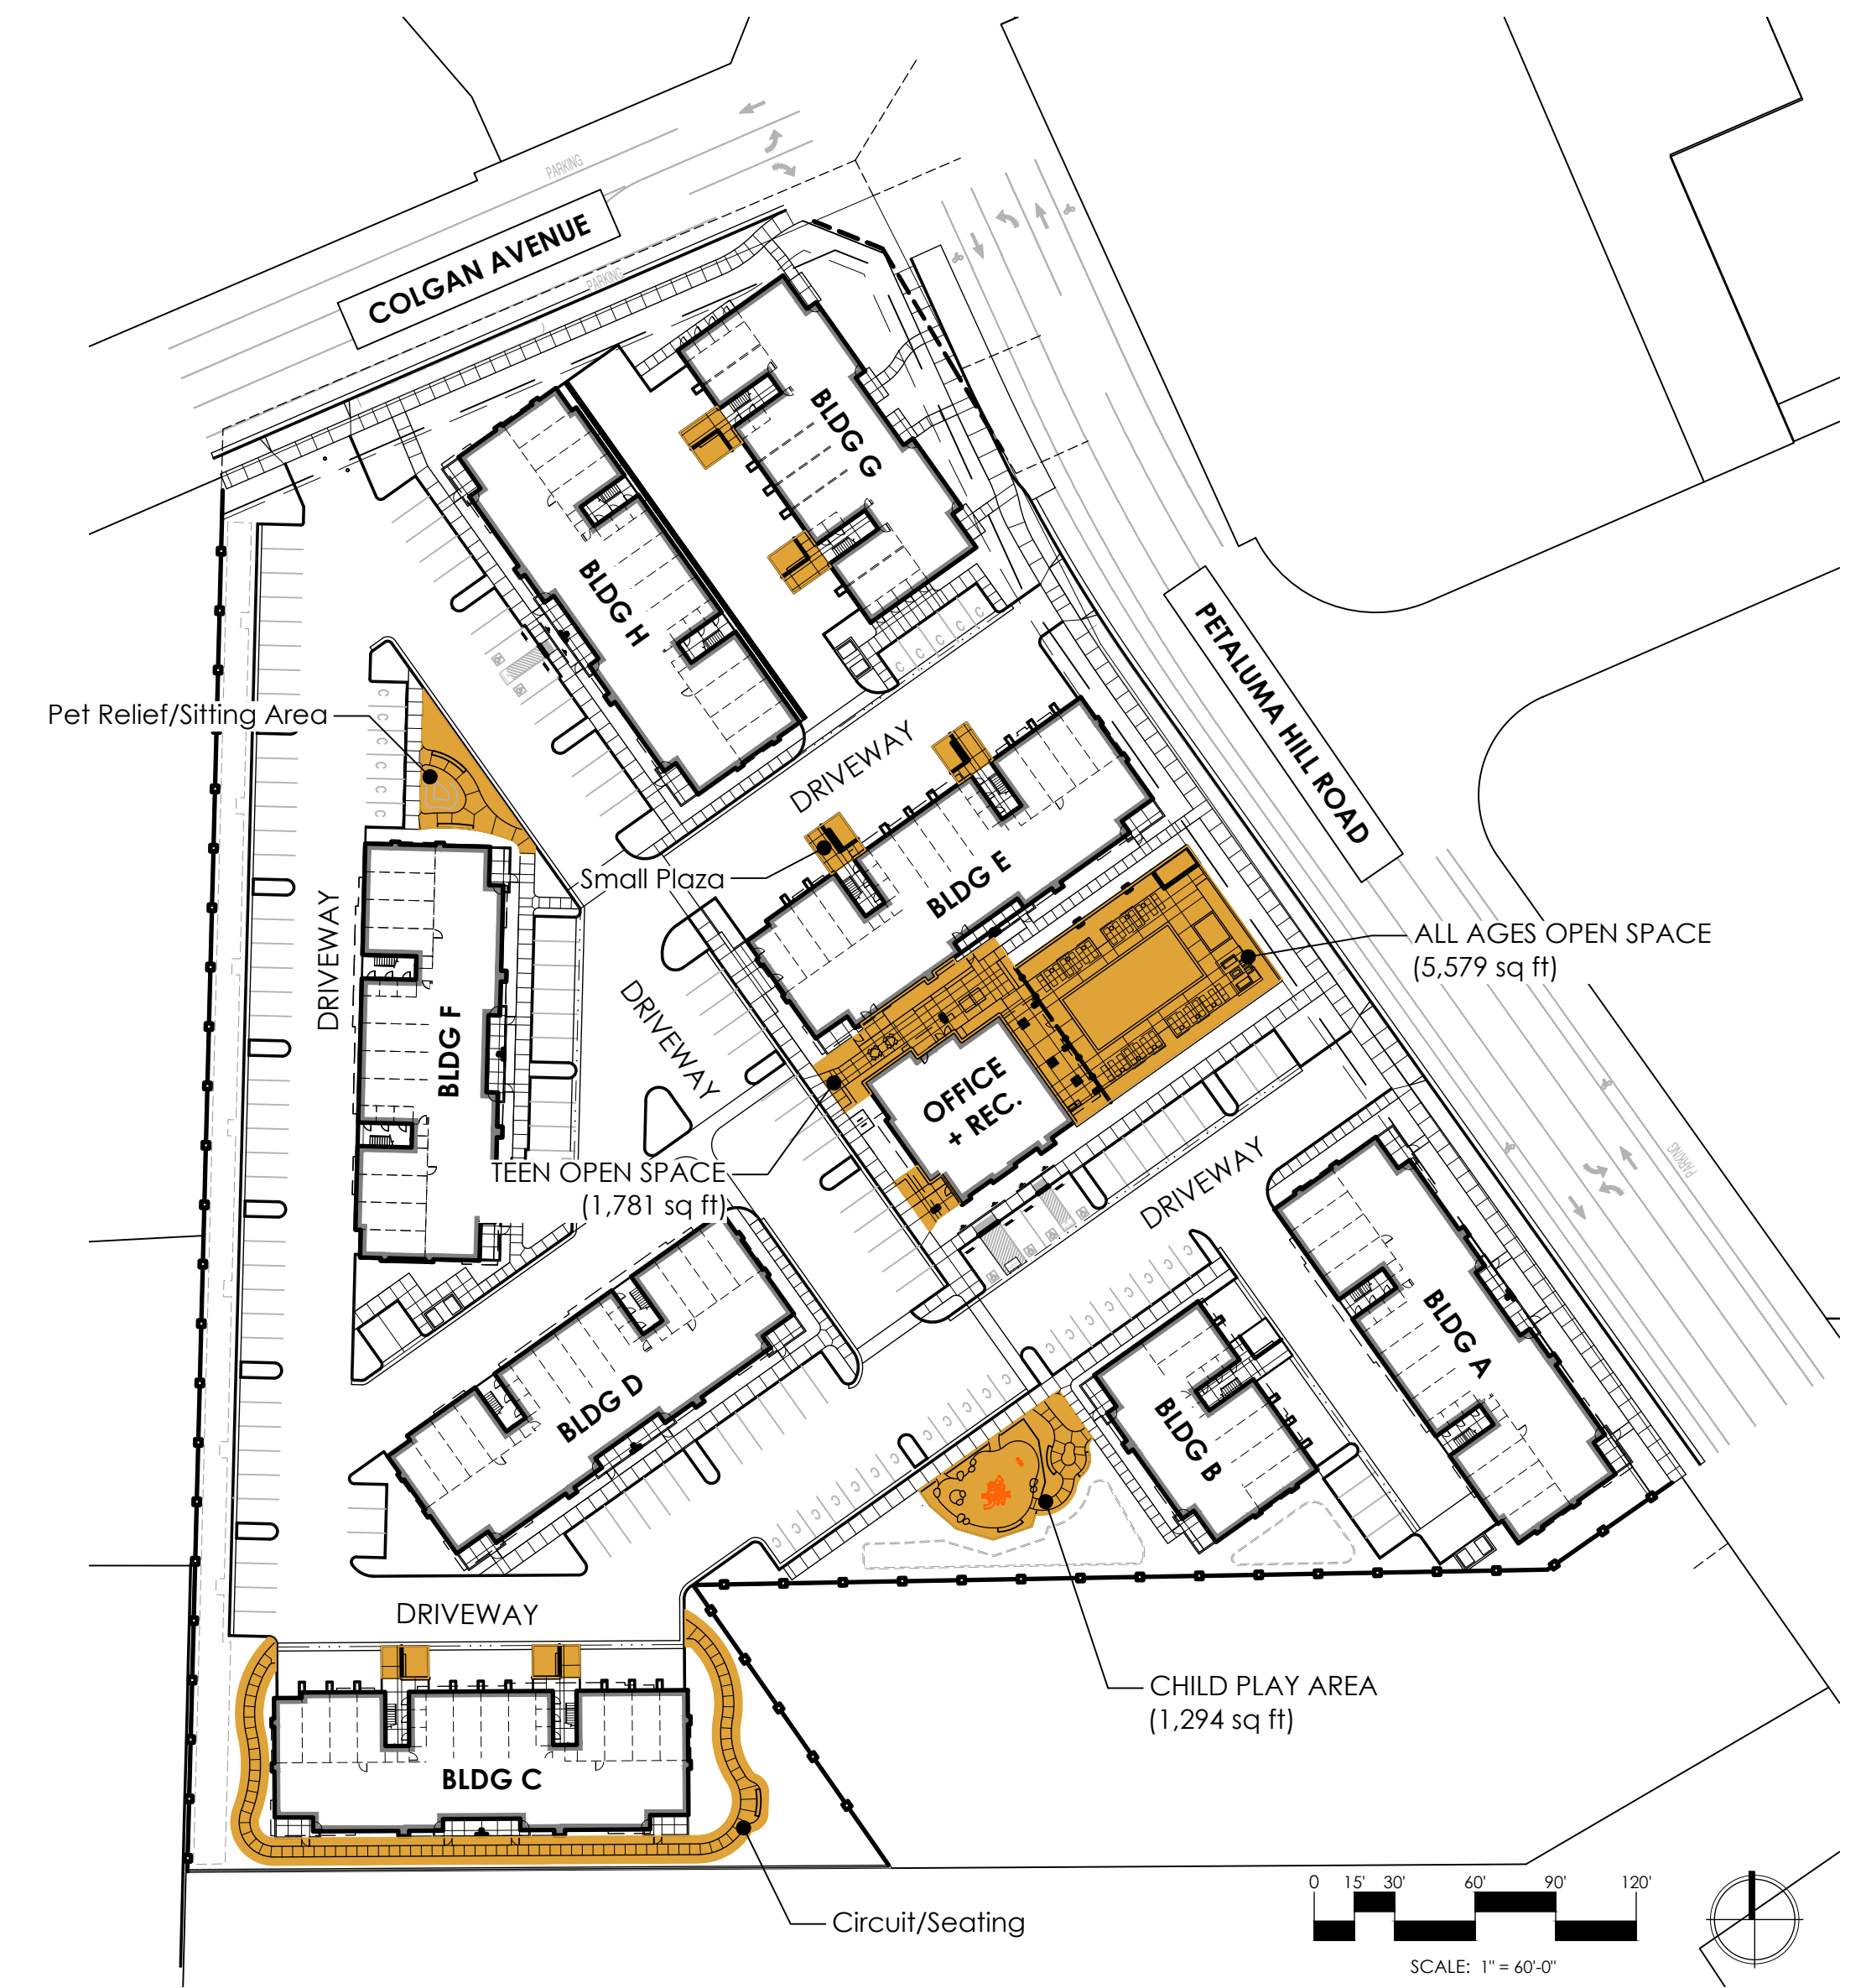 PARKING
COLGAN AVENUE
PARKING
BLDG G
BLDG H
PETALUMA HILL ROAD
Pet Relief/Sitting Area
DRIVEWAY
Small Plaza
BLDG E
DRIVEWAY
ALL AGES OPEN SPACE
(5,579 sq ft)
DRIVEWAY
BLDG F
OFFICE
+ REC.
TEEN OPEN SPACE
(1,781 sq ft)
DRIVEWAY
PARKING
BLDG A
BLDG D
BLDG B
DRIVEWAY
CHILD PLAY AREA
(1,294 sq ft)
BLDG C
Circuit/Seating
0 15' 30' 60' 90' 120'
SCALE: 1" = 60'-0"
C C C C C
C C C C C C
C C C C C C
C C C C C
C C C C C C
C C C C C C